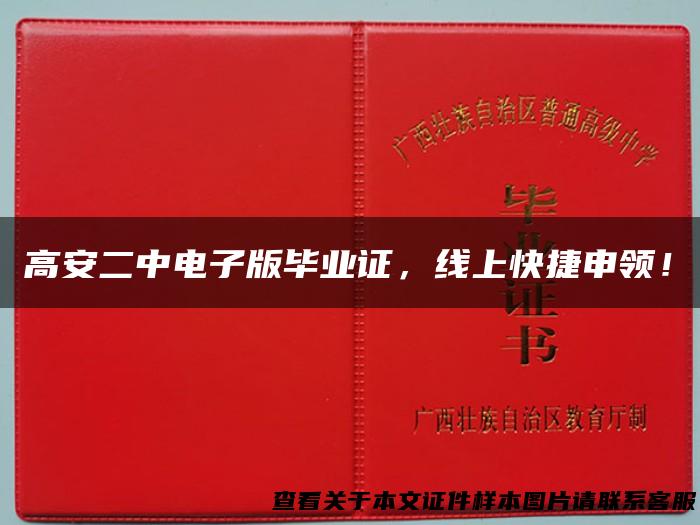 广西壮族自治区普通高级中学
毕业证书
高安二中电子版毕业证，线上快捷申领！
广西壮族自治区教育厅制
查看关于本文证件样本图片请联系客服